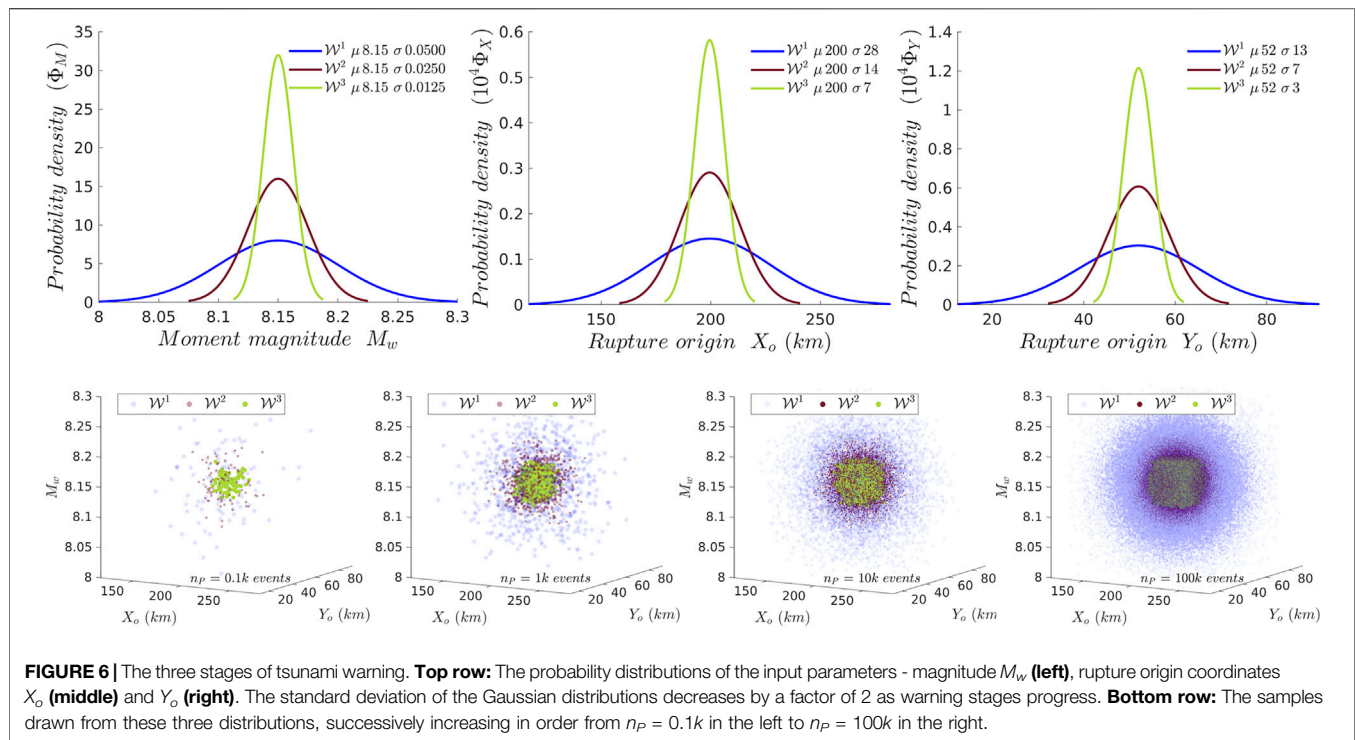 Probability density (Φ_M)
35
30
25
20
15
10
5
0
𝒲¹ μ 8.15 σ 0.0500
𝒲² μ 8.15 σ 0.0250
𝒲³ μ 8.15 σ 0.0125
8 8.05 8.1 8.15 8.2 8.25 8.3
Moment magnitude M_w
Probability density (10⁴Φ_X)
0.6
0.5
0.4
0.3
0.2
0.1
0
𝒲¹ μ 200 σ 28
𝒲² μ 200 σ 14
𝒲³ μ 200 σ 7
150 200 250
Rupture origin X_o (km)
Probability density (10⁴Φ_Y)
1.4
1.2
1
0.8
0.6
0.4
0.2
0
𝒲¹ μ 52 σ 13
𝒲² μ 52 σ 7
𝒲³ μ 52 σ 3
20 40 60 80
Rupture origin Y_o (km)
8.3
8.25
8.2
8.15
8.1
8.05
8
M_w
𝒲¹ 𝒲² 𝒲³
n_P = 0.1k events
150 200 250
X_o (km)
20 40 60 80
Y_o (km)
8.3
8.25
8.2
8.15
8.1
8.05
8
M_w
𝒲¹ 𝒲² 𝒲³
n_P = 1k events
150 200 250
X_o (km)
20 40 60 80
Y_o (km)
8.3
8.25
8.2
8.15
8.1
8.05
8
M_w
𝒲¹ 𝒲² 𝒲³
n_P = 10k events
150 200 250
X_o (km)
20 40 60 80
Y_o (km)
8.3
8.25
8.2
8.15
8.1
8.05
8
M_w
𝒲¹ 𝒲² 𝒲³
n_P = 100k events
150 200 250
X_o (km)
20 40 60 80
Y_o (km)
FIGURE 6 | The three stages of tsunami warning. Top row: The probability distributions of the input parameters - magnitude M_w (left), rupture origin coordinates
X_o (middle) and Y_o (right). The standard deviation of the Gaussian distributions decreases by a factor of 2 as warning stages progress. Bottom row: The samples
drawn from these three distributions, successively increasing in order from n_P = 0.1k in the left to n_P = 100k in the right.